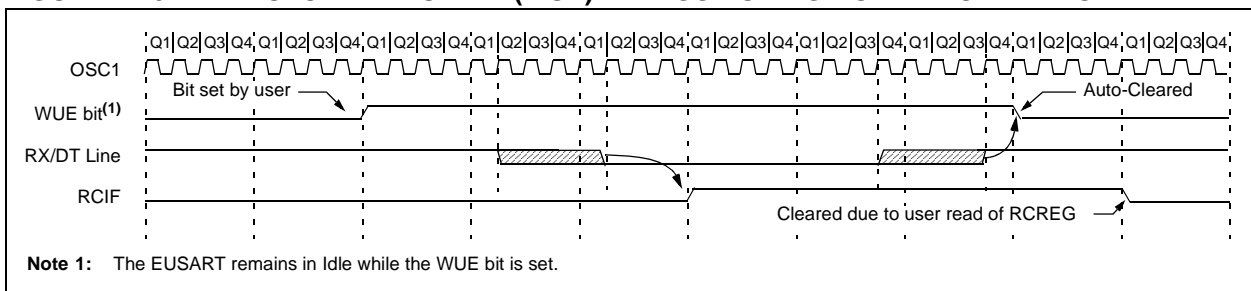 Q1 Q2 Q3 Q4 Q1 Q2 Q3 Q4 Q1 Q2 Q3 Q4 Q1 Q2 Q3 Q4 Q1 Q2 Q3 Q4 Q1 Q2 Q3 Q4 Q1 Q2 Q3 Q4 Q1 Q2 Q3 Q4 Q1 Q2 Q3 Q4 Q1 Q2 Q3 Q4
OSC1
Bit set by user
Auto-Cleared
WUE bit(1)
RX/DT Line
RCIF
Cleared due to user read of RCREG
Note 1: The EUSART remains in Idle while the WUE bit is set.